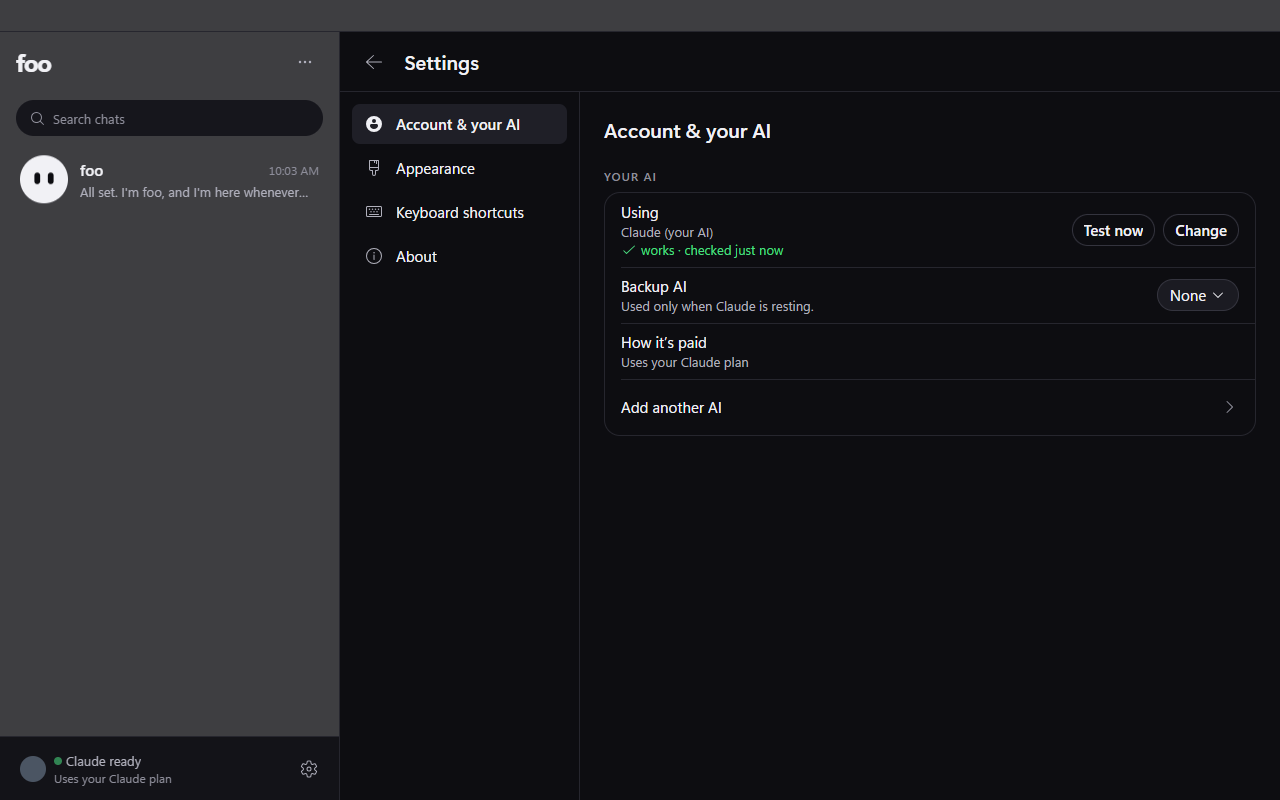 foo
...
Search chats
foo
10:03 AM
All set. I'm foo, and I'm here whenever...
Claude ready
Uses your Claude plan
Settings
Account & your AI
Appearance
Keyboard shortcuts
About
Account & your AI
YOUR AI
Using
Claude (your AI)
works · checked just now
Test now
Change
Backup AI
Used only when Claude is resting.
None
How it's paid
Uses your Claude plan
Add another AI